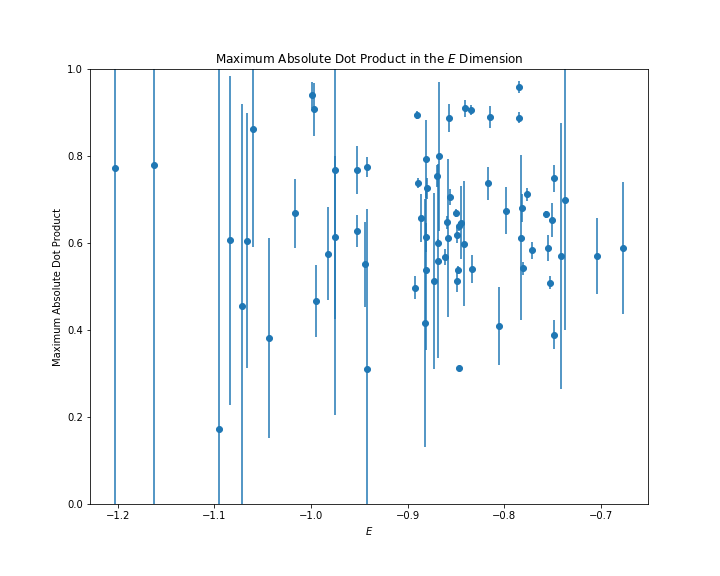 Maximum Absolute Dot Product in the E Dimension
Maximum Absolute Dot Product
1.0
0.8
0.6
0.4
0.2
0.0
−1.2 −1.1 −1.0 −0.9 −0.8 −0.7
E